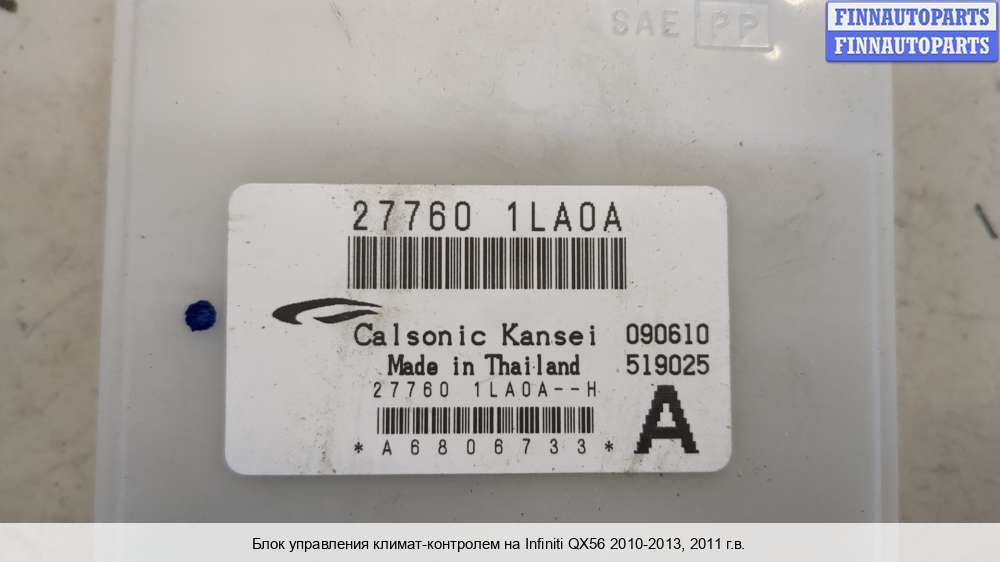 SAE PP
FINNAUTOPARTS
FINNAUTOPARTS
27760 1LA0A
Calsonic Kansei 090610
Made in Thailand 519025
27760 1LA0A--H
A
*A6806733*
Блок управления климат-контролем на Infiniti QX56 2010-2013, 2011 г.в.